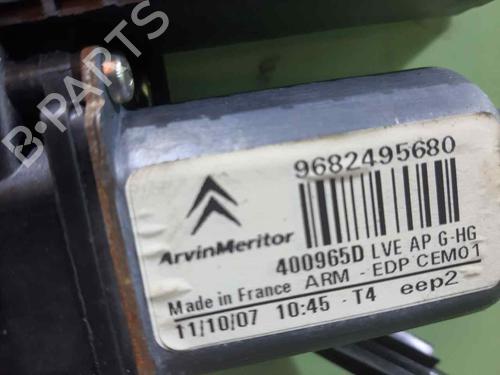 B-PARTS
9682495680
ArvinMeritor
400965D LVE AP G-HG
Made in France ARM - EDP CEM01
11/10/07 10:45 - T4 eep2